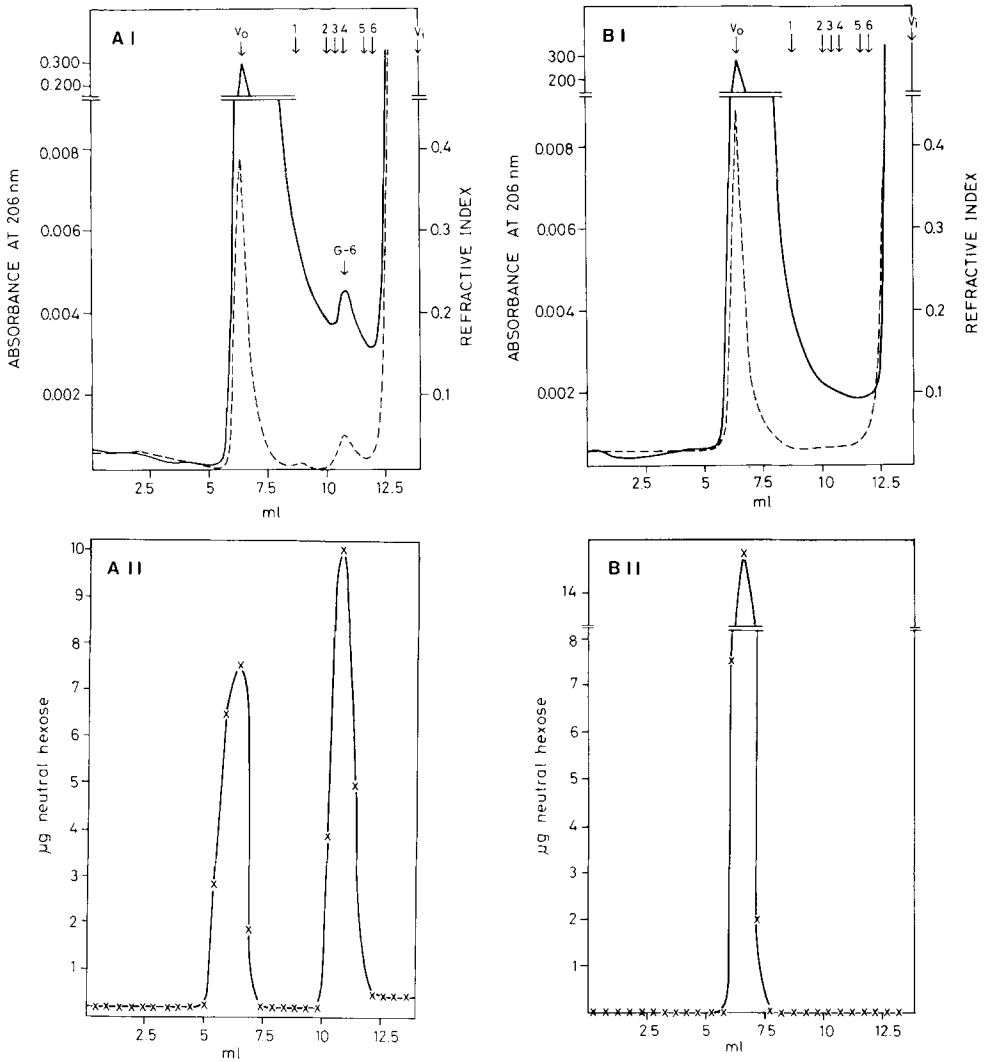 A I
V₀
1
2 3 4
5 6
Vᵢ
0.300
0.200
0.008
0.006
0.004
0.002
0.4
0.3
0.2
0.1
G-6
ABSORBANCE AT 206 nm
REFRACTIVE INDEX
2.5 5 7.5 10 12.5
ml
B I
V₀
1
2 3 4
5 6
Vᵢ
300
200
0.008
0.006
0.004
0.002
0.4
0.3
0.2
0.1
ABSORBANCE AT 206 nm
REFRACTIVE INDEX
2.5 5 7.5 10 12.5
ml
A II
10
9
8
7
6
5
4
3
2
1
µg neutral hexose
2.5 5 7.5 10 12.5
ml
B II
14
8
7
6
5
4
3
2
1
µg neutral hexose
2.5 5 7.5 10 12.5
ml